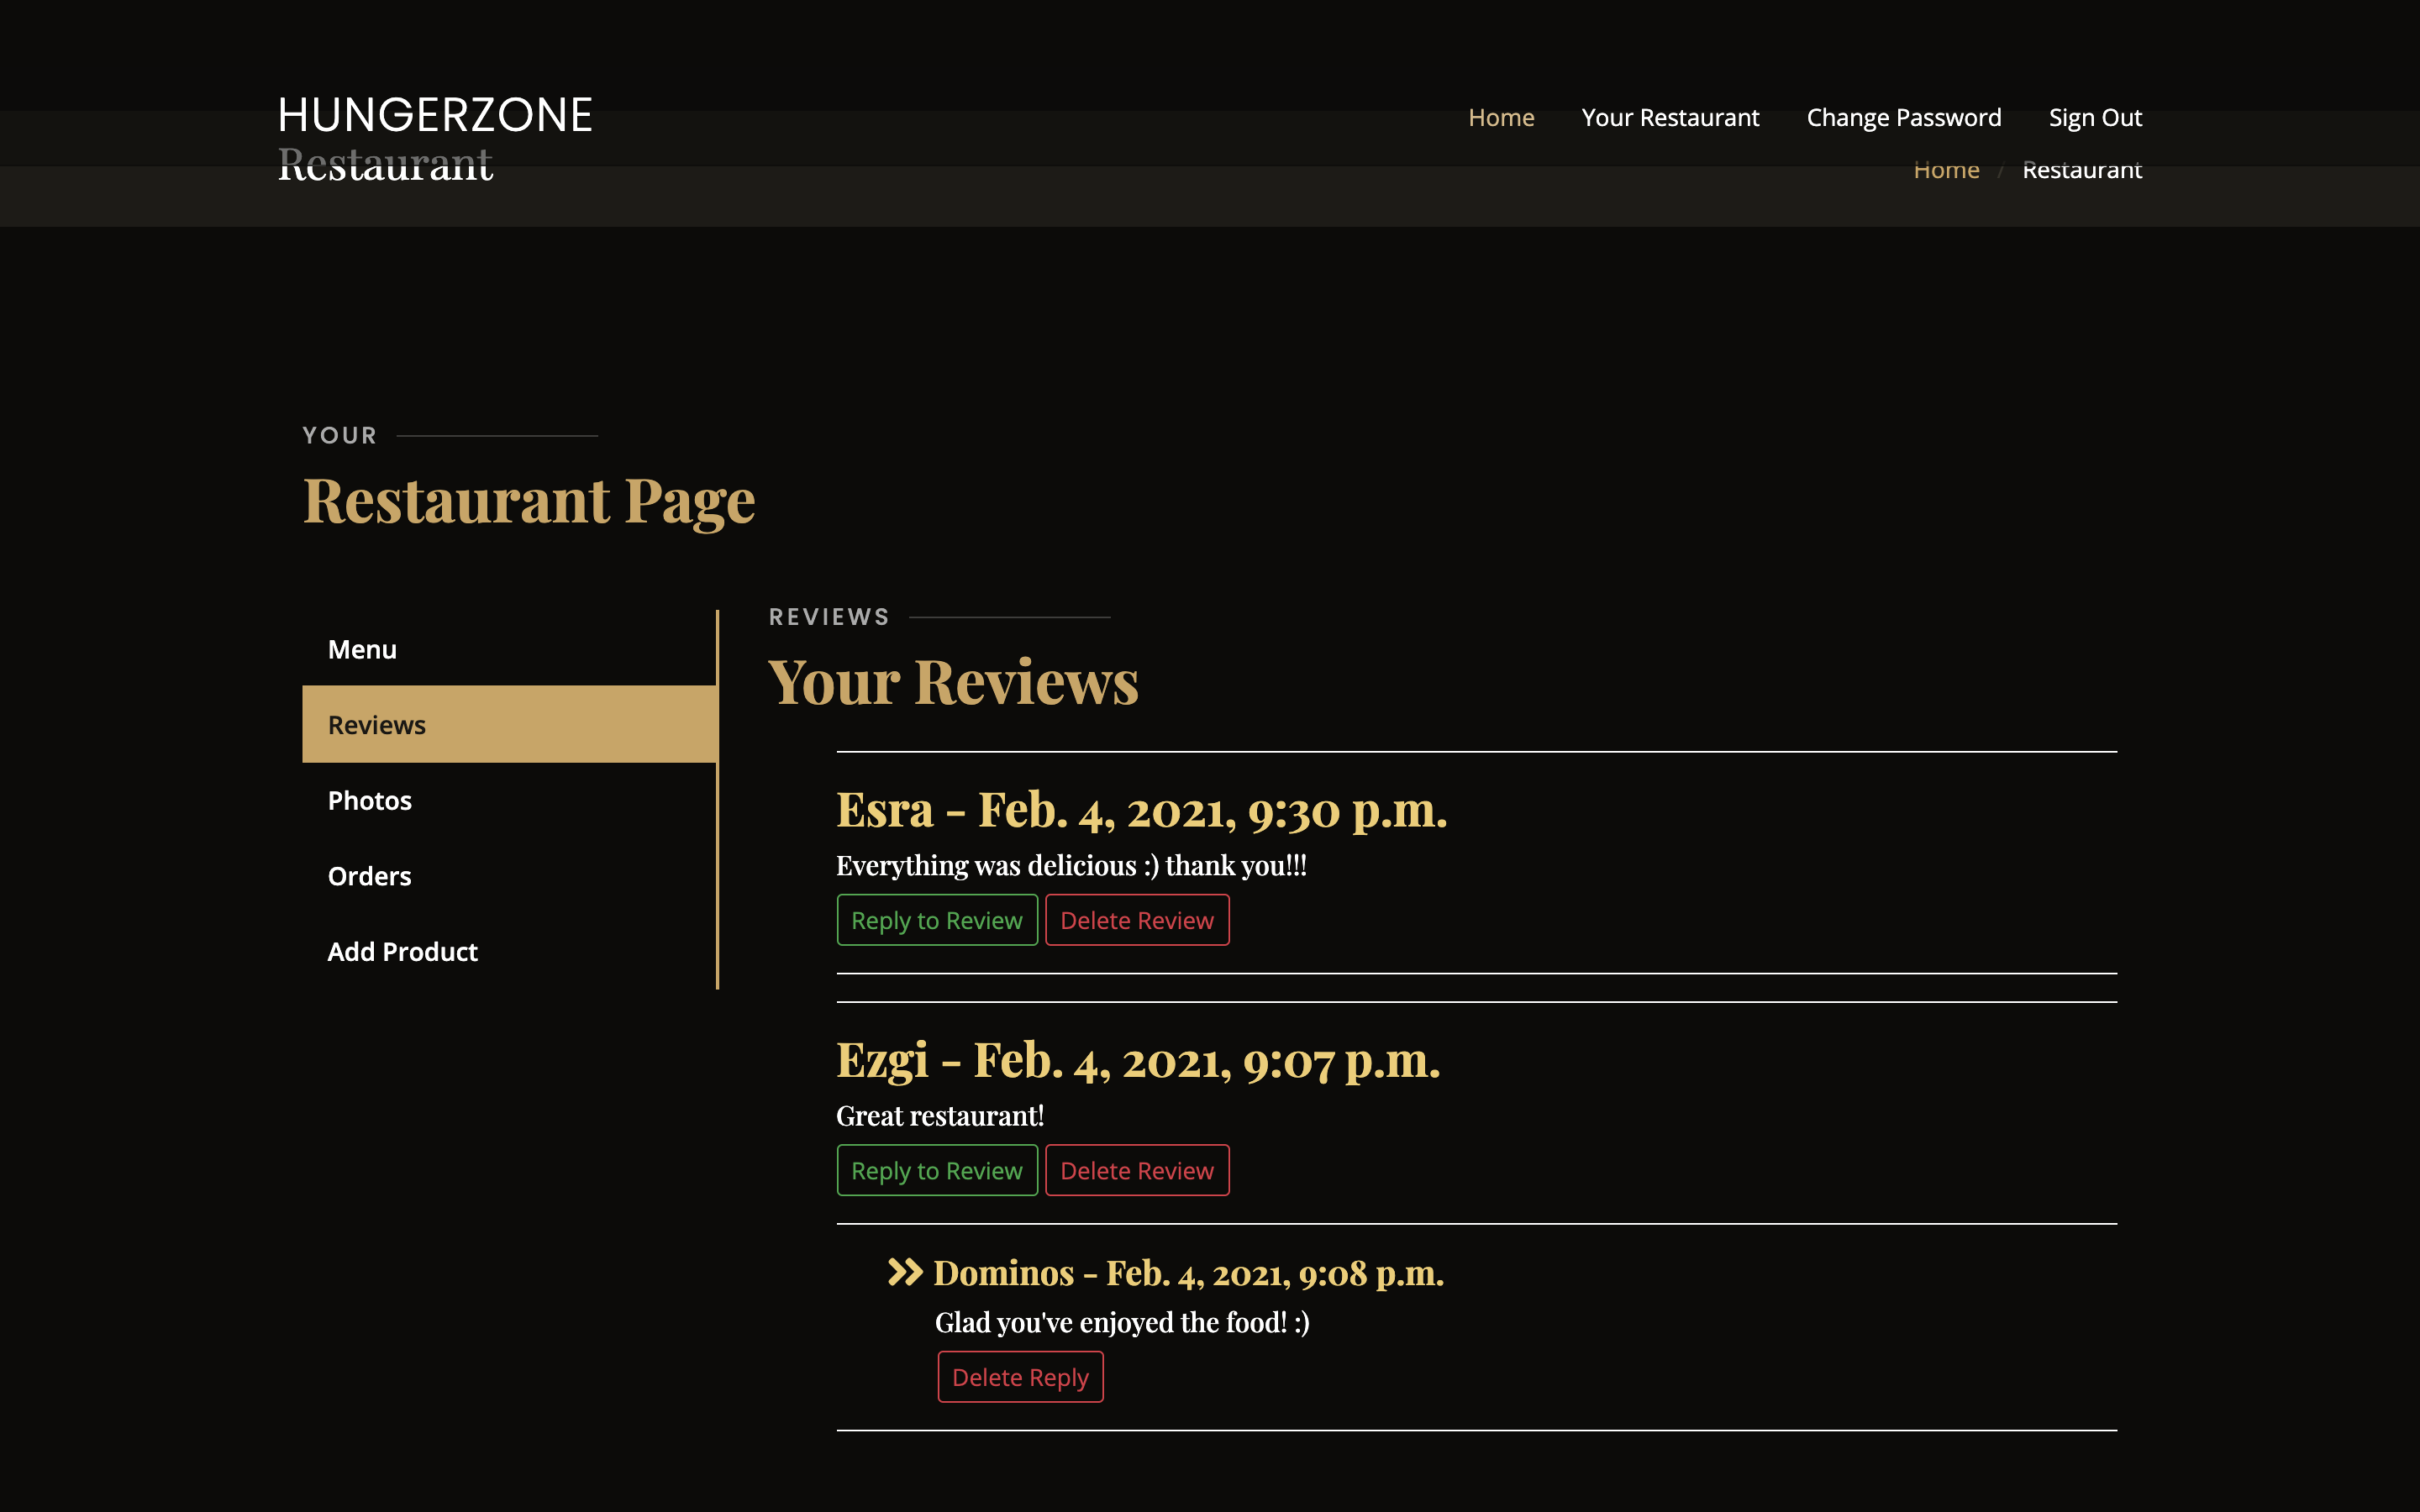 HUNGERZONE
Home Your Restaurant Change Password Sign Out
Restaurant
Home / Restaurant
YOUR
Restaurant Page
Menu
Reviews
Photos
Orders
Add Product
REVIEWS
Your Reviews
Esra - Feb. 4, 2021, 9:30 p.m.
Everything was delicious :) thank you!!!
Reply to Review Delete Review
Ezgi - Feb. 4, 2021, 9:07 p.m.
Great restaurant!
Reply to Review Delete Review
Dominos - Feb. 4, 2021, 9:08 p.m.
Glad you've enjoyed the food! :)
Delete Reply